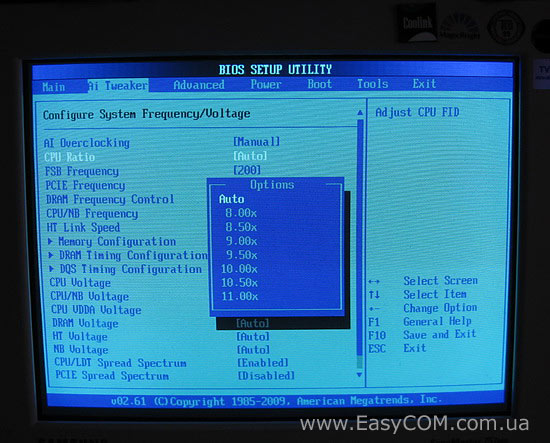 Coolink
MagicBright
TV
BIOS SETUP UTILITY
Main Ai Tweaker Advanced Power Boot Tools Exit
Configure System Frequency/Voltage
Adjust CPU FID
AI Overclocking [Manual]
CPU Ratio [Auto]
FSB Frequency [200]
PCIE Frequency
DRAM Frequency Control
CPU/NB Frequency
HT Link Speed
Memory Configuration
DRAM Timing Configuration
DQS Timing Configuration
CPU Voltage
CPU/NB Voltage
CPU VDDA Voltage
DRAM Voltage [Auto]
HT Voltage [Auto]
NB Voltage [Auto]
CPU/LDT Spread Spectrum [Enabled]
PCIE Spread Spectrum [Disabled]
Options
Auto
8.00x
8.50x
9.00x
9.50x
10.00x
10.50x
11.00x
↔ Select Screen
↑↓ Select Item
+- Change Option
F1 General Help
F10 Save and Exit
ESC Exit
v02.61 (C)Copyright 1985-2009, American Megatrends, Inc.
www.EasyCOM.com.ua